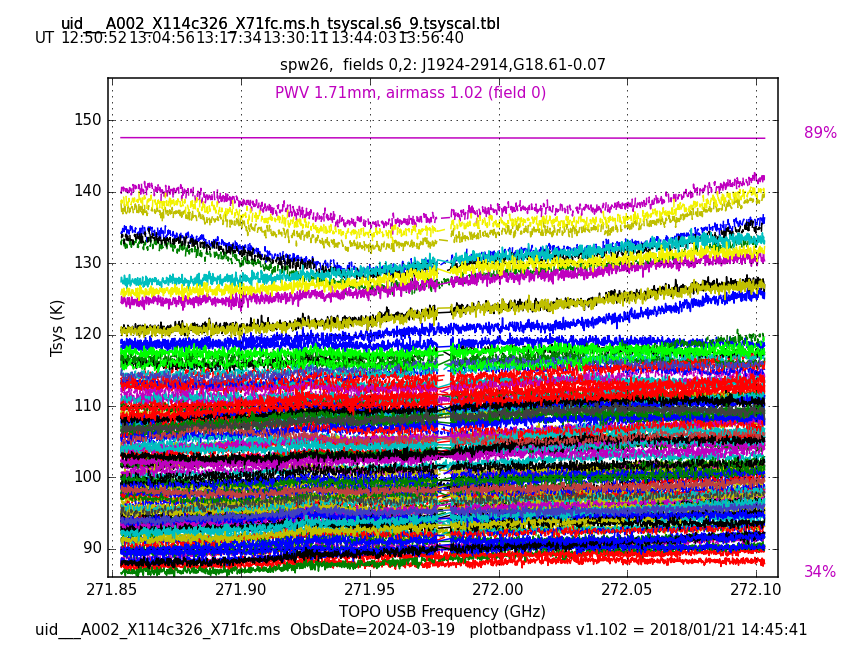 uid___A002_X114c326_X71fc.ms.h_tsyscal.s6_9.tsyscal.tbl
UT 12:50:52 13:04:56 13:17:34 13:30:11 13:44:03 13:56:40
spw26,  fields 0,2: J1924-2914,G18.61-0.07
PWV 1.71mm, airmass 1.02 (field 0)
150
89%
140
130
120
Tsys (K)
110
100
90
34%
271.85 271.90 271.95 272.00 272.05 272.10
TOPO USB Frequency (GHz)
uid___A002_X114c326_X71fc.ms  ObsDate=2024-03-19   plotbandpass v1.102 = 2018/01/21 14:45:41